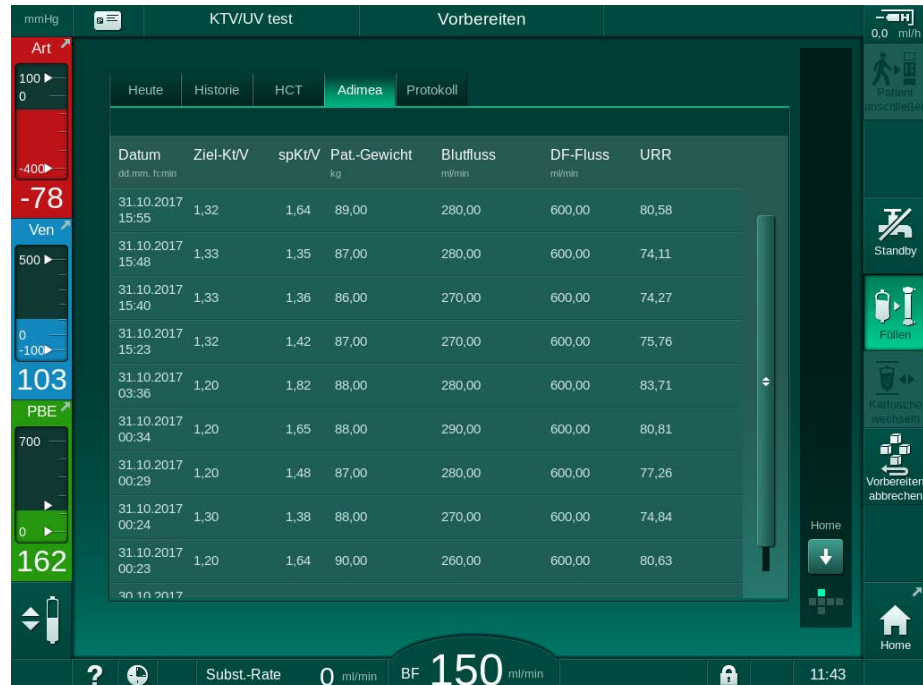 mmHg
KTV/UV test
Vorbereiten
0,0 ml/h
Art
100
0
-400
-78
Ven
500
0
-100
103
PBE
700
0
162
Heute Historie HCT Adimea Protokoll
Datum Ziel-Kt/V spKt/V Pat.-Gewicht Blutfluss DF-Fluss URR
dd.mm. h:min kg ml/min ml/min
31.10.2017
15:55 1,32 1,64 89,00 280,00 600,00 80,58
31.10.2017
15:48 1,33 1,35 87,00 280,00 600,00 74,11
31.10.2017
15:40 1,33 1,36 86,00 270,00 600,00 74,27
31.10.2017
15:23 1,32 1,42 87,00 270,00 600,00 75,76
31.10.2017
03:36 1,20 1,82 88,00 280,00 600,00 83,71
31.10.2017
00:34 1,20 1,65 88,00 290,00 600,00 80,81
31.10.2017
00:29 1,20 1,48 87,00 280,00 600,00 77,26
31.10.2017
00:24 1,30 1,38 88,00 270,00 600,00 74,84
31.10.2017
00:23 1,20 1,64 90,00 260,00 600,00 80,63
30.10.2017
Home
Patient
anschließen
Standby
Füllen
Kartusche
wechseln
Vorbereiten
abbrechen
Home
?
Subst.-Rate 0 ml/min BF 150 ml/min
11:43